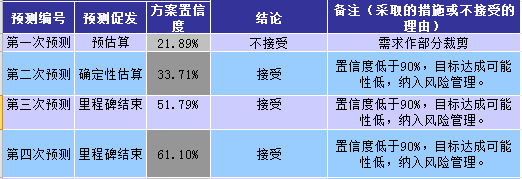 预测编号 预测促发 方案置信度 结论 备注（采取的措施或不接受的理由）
第一次预测 预估算 21.89% 不接受 需求作部分裁剪
第二次预测 确定性估算 33.71% 接受 置信度低于90%，目标达成可能性低，纳入风险管理。
第三次预测 里程碑结束 51.79% 接受 置信度低于90%，目标达成可能性低，纳入风险管理。
第四次预测 里程碑结束 61.10% 接受 置信度低于90%，目标达成可能性低，纳入风险管理。